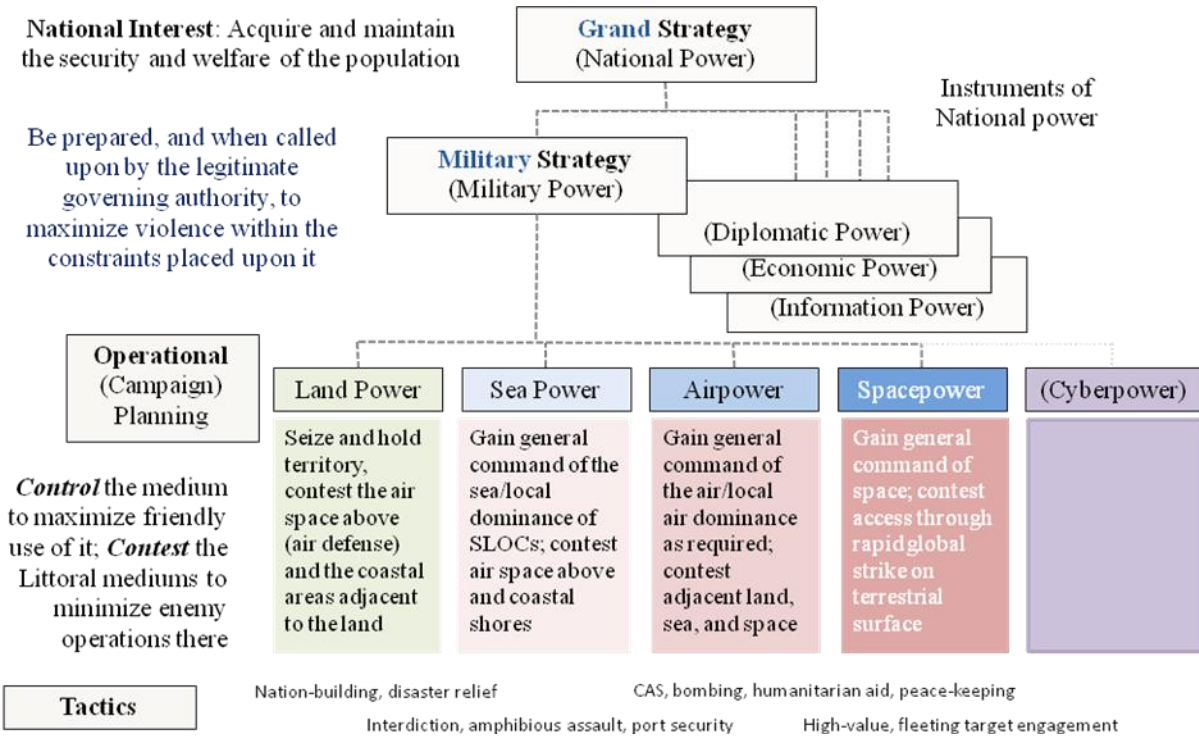 National Interest: Acquire and maintain
the security and welfare of the population
Grand Strategy
(National Power)
Instruments of
National power
Be prepared, and when called
upon by the legitimate
governing authority, to
maximize violence within the
constraints placed upon it
Military Strategy
(Military Power)
(Diplomatic Power)
(Economic Power)
(Information Power)
Operational
(Campaign)
Planning
Land Power
Sea Power
Airpower
Spacepower
(Cyberpower)
Control the medium
to maximize friendly
use of it; Contest the
Littoral mediums to
minimize enemy
operations there
Seize and hold
territory,
contest the air
space above
(air defense)
and the coastal
areas adjacent
to the land
Gain general
command of the
sea/local
dominance of
SLOCs; contest
air space above
and coastal
shores
Gain general
command of
the air/local
air dominance
as required;
contest
adjacent land,
sea, and space
Gain general
command of
space; contest
access through
rapid global
strike on
terrestrial
surface
Tactics
Nation-building, disaster relief
CAS, bombing, humanitarian aid, peace-keeping
Interdiction, amphibious assault, port security
High-value, fleeting target engagement